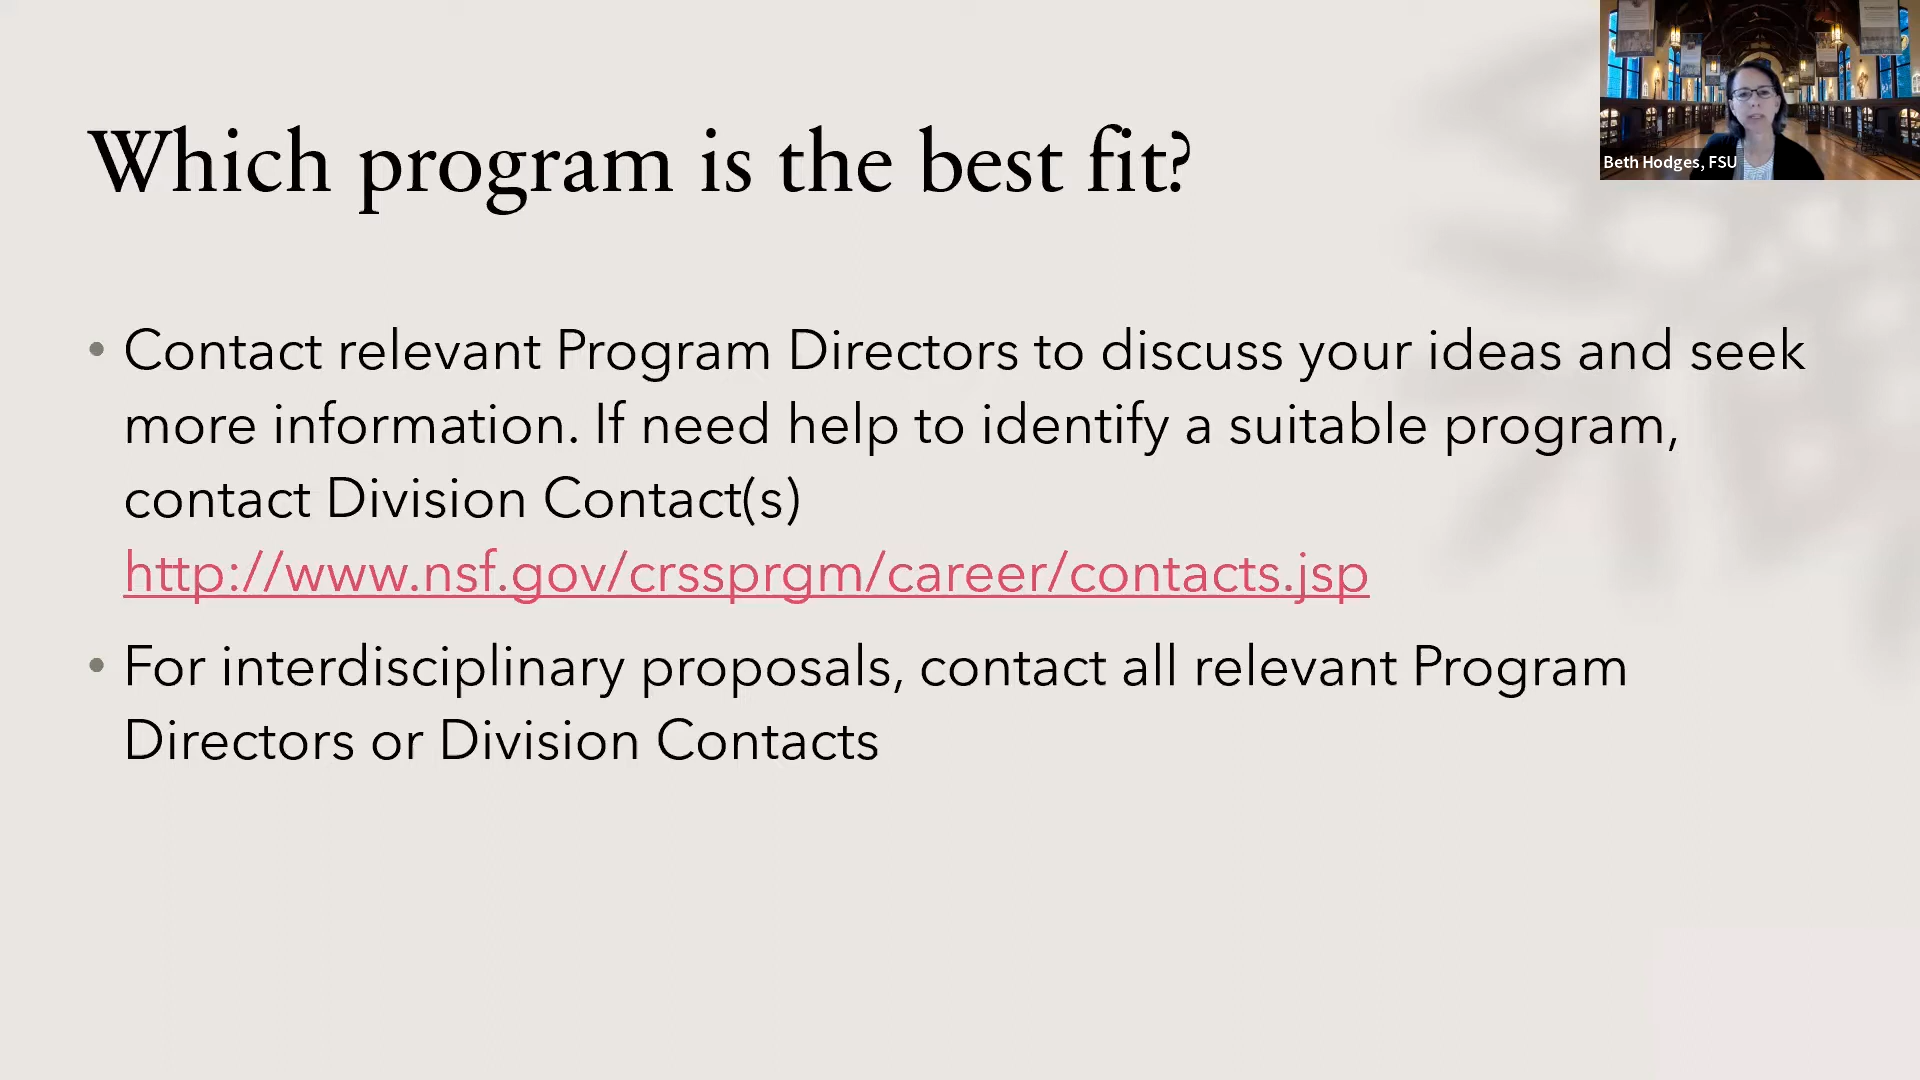 Which program is the best fit?
Beth Hodges, FSU
• Contact relevant Program Directors to discuss your ideas and seek
more information. If need help to identify a suitable program,
contact Division Contact(s)
http://www.nsf.gov/crssprgm/career/contacts.jsp
• For interdisciplinary proposals, contact all relevant Program
Directors or Division Contacts